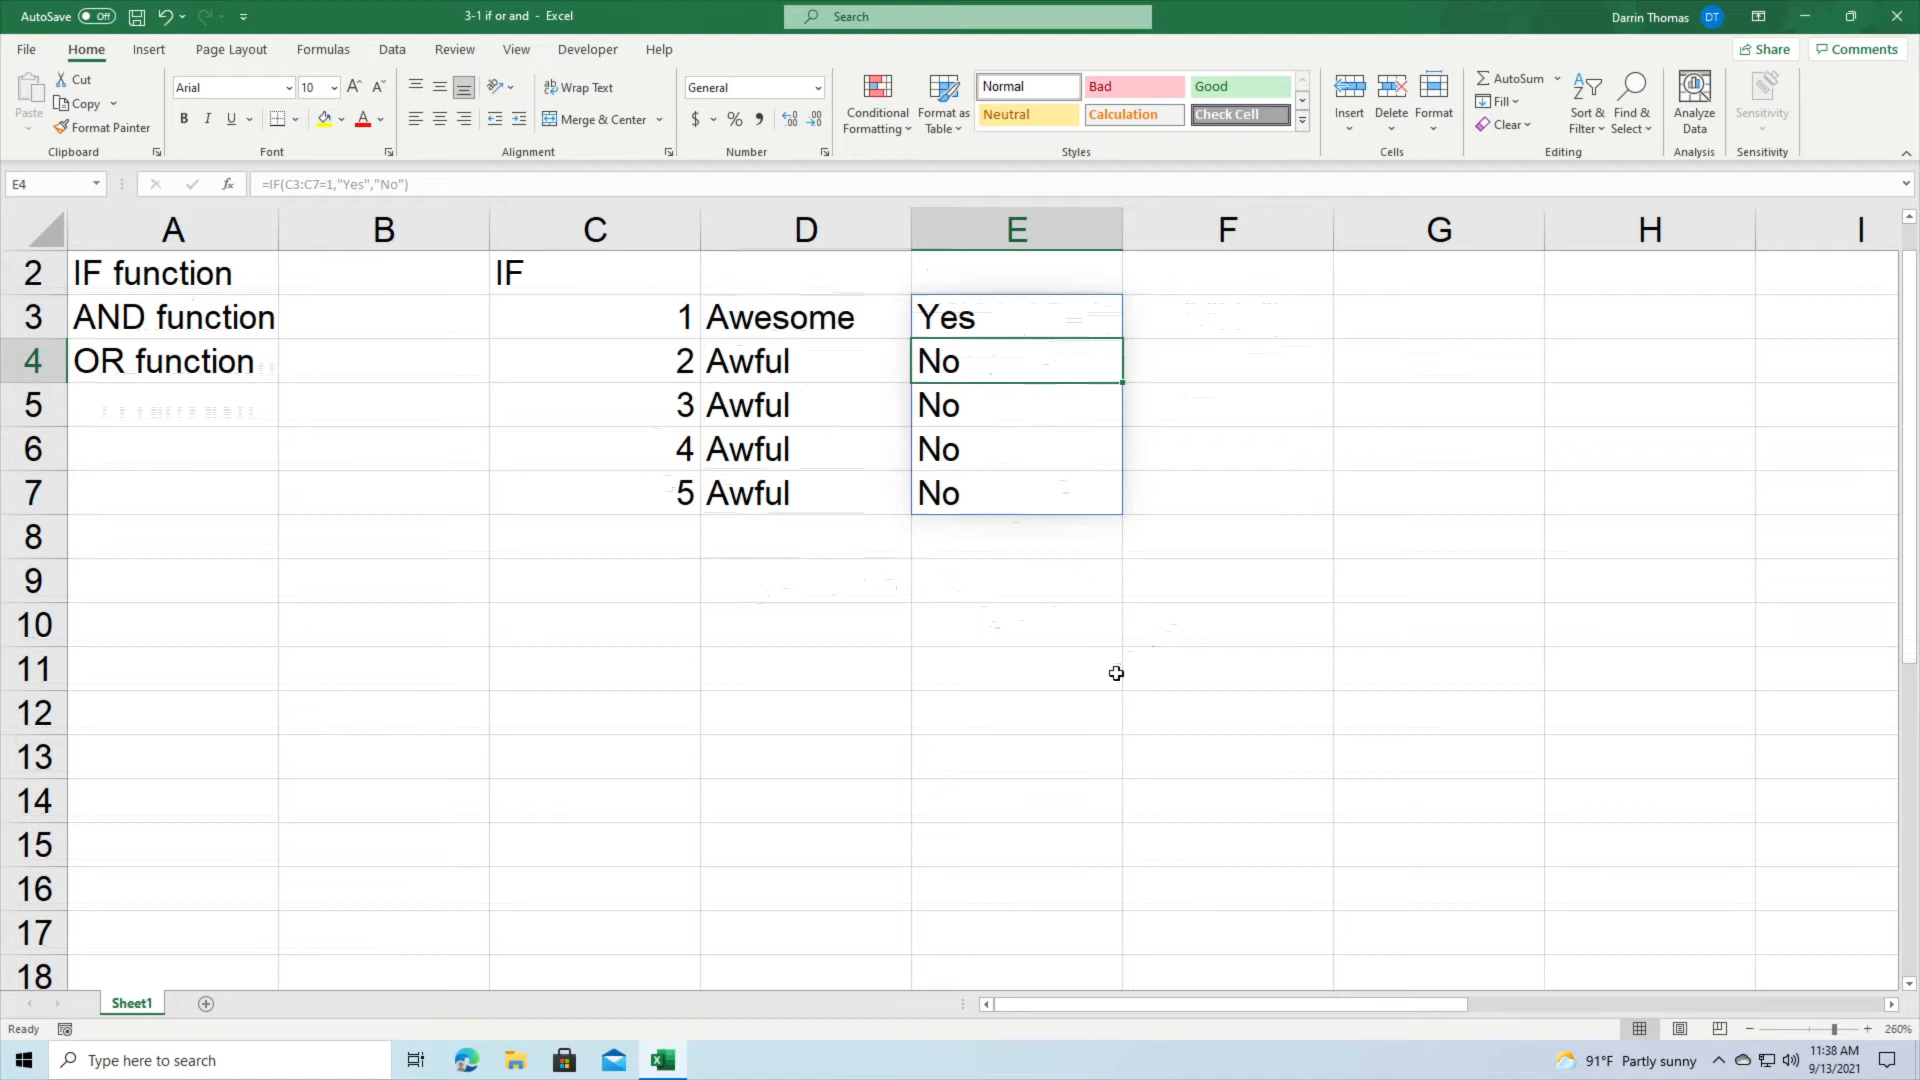 AutoSave Off 3-1 if or and - Excel Search Darrin Thomas DT
File Home Insert Page Layout Formulas Data Review View Developer Help Share Comments
Paste Cut Copy Format Painter Clipboard
Arial 10 B I U A Font
Wrap Text Merge & Center Alignment
General $ % Number
Conditional Formatting Format as Table Normal Bad Good Neutral Calculation Check Cell Styles
Insert Delete Format Cells
AutoSum Fill Clear Sort & Filter Find & Select Editing
Analyze Data Analysis
Sensitivity Sensitivity
E4 fx =IF(C3:C7=1,"Yes","No")
A B C D E F G H I
2 IF function IF
3 AND function 1 Awesome Yes
4 OR function 2 Awful No
5 3 Awful No
6 4 Awful No
7 5 Awful No
8
9
10
11
12
13
14
15
16
17
18
Sheet1
Ready 260%
Type here to search 91°F Partly sunny 11:38 AM
9/13/2021